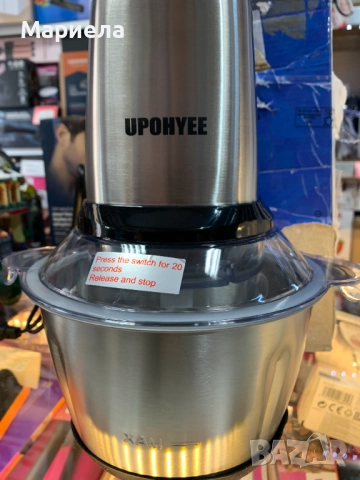 Мариела
UPOHYEE
Press the switch for 20
seconds
Release and stop
MAX
BAZAR